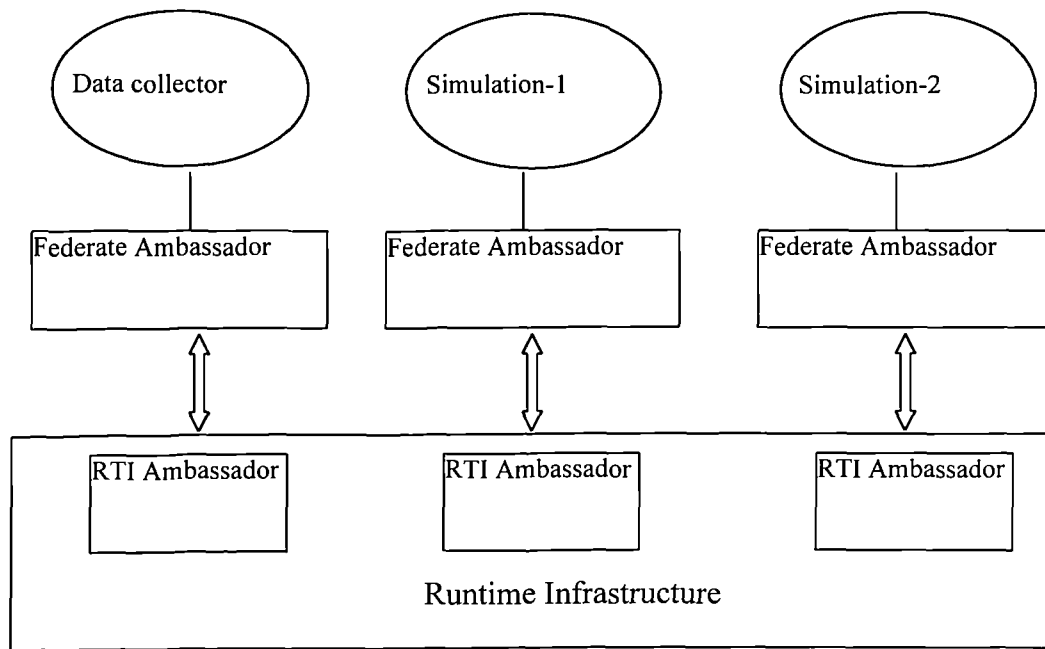 Data collector
Simulation-1
Simulation-2
Federate Ambassador
Federate Ambassador
Federate Ambassador
RTI Ambassador
RTI Ambassador
RTI Ambassador
Runtime Infrastructure